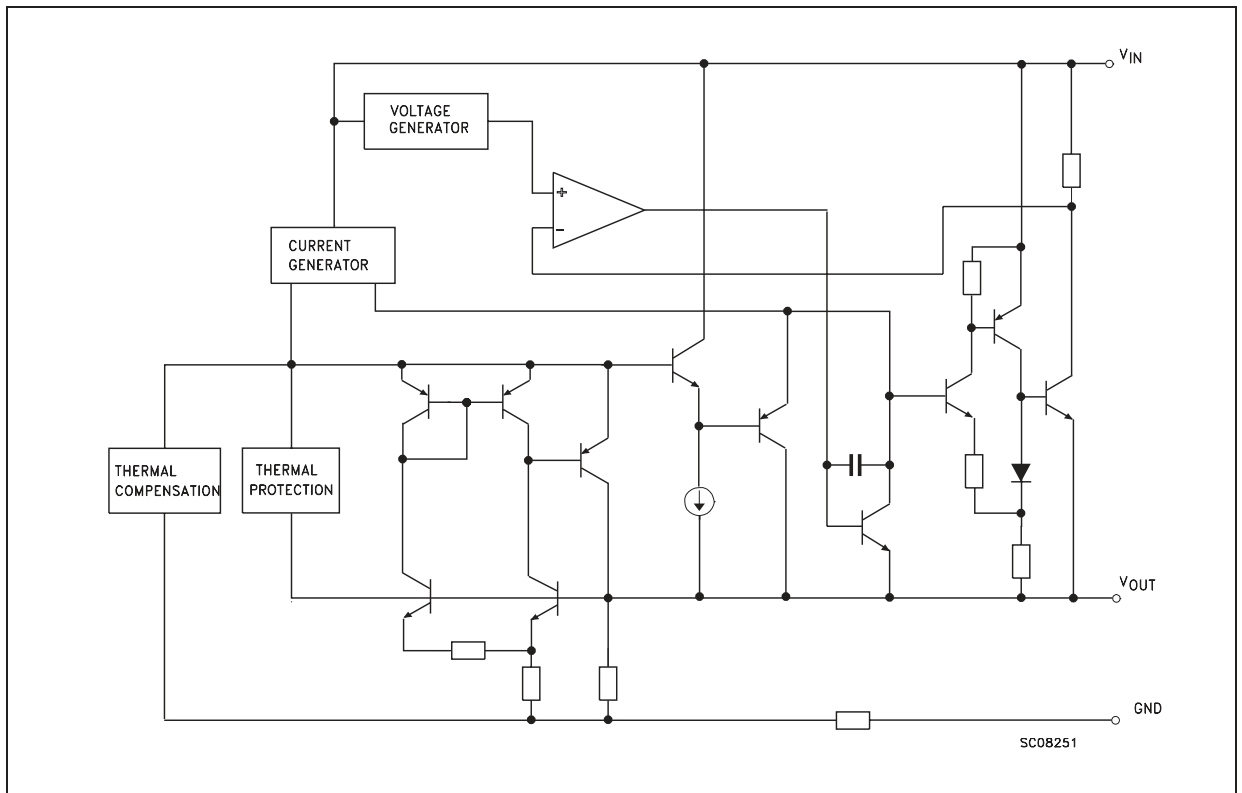 VIN
VOLTAGE
GENERATOR
+
−
CURRENT
GENERATOR
THERMAL
COMPENSATION
THERMAL
PROTECTION
VOUT
GND
SC08251